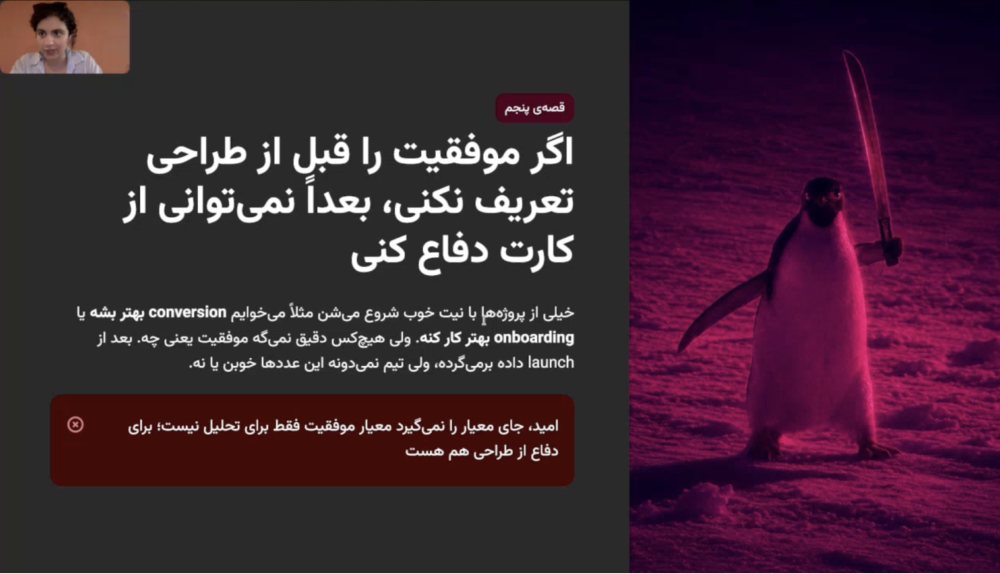 قصه‌ی پنجم
اگر موفقیت را قبل از طراحی
تعریف نکنی، بعداً نمی‌توانی از
کارت دفاع کنی
خیلی از پروژه‌ها با نیت خوب شروع می‌شن مثلاً می‌خوایم conversion بهتر بشه یا
onboarding بهتر کار کنه. ولی هیچ‌کس دقیق نمی‌گه موفقیت یعنی چه. بعد از
launch داده برمی‌گرده، ولی تیم نمی‌دونه این عددها خوبن یا نه.
امید، جای معیار را نمی‌گیرد معیار موفقیت فقط برای تحلیل نیست؛ برای
دفاع از طراحی هم هست